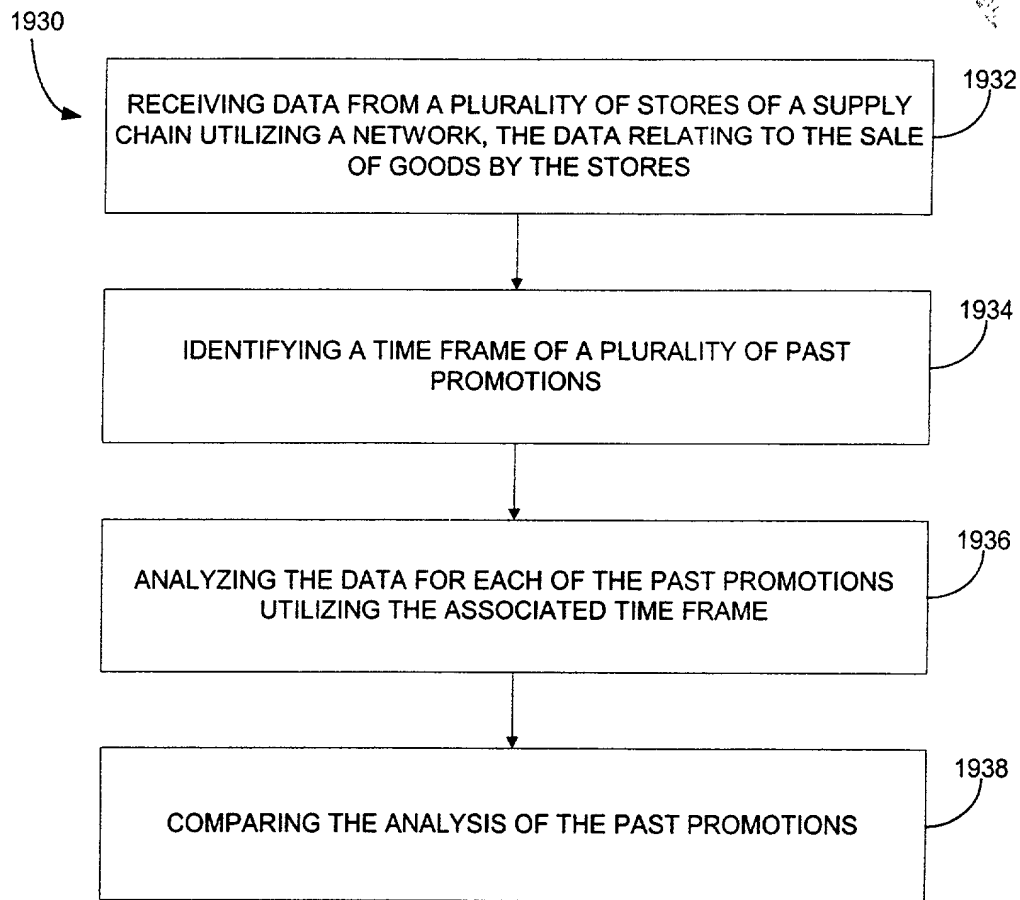 1930
1932
RECEIVING DATA FROM A PLURALITY OF STORES OF A SUPPLY
CHAIN UTILIZING A NETWORK, THE DATA RELATING TO THE SALE
OF GOODS BY THE STORES
1934
IDENTIFYING A TIME FRAME OF A PLURALITY OF PAST
PROMOTIONS
1936
ANALYZING THE DATA FOR EACH OF THE PAST PROMOTIONS
UTILIZING THE ASSOCIATED TIME FRAME
1938
COMPARING THE ANALYSIS OF THE PAST PROMOTIONS